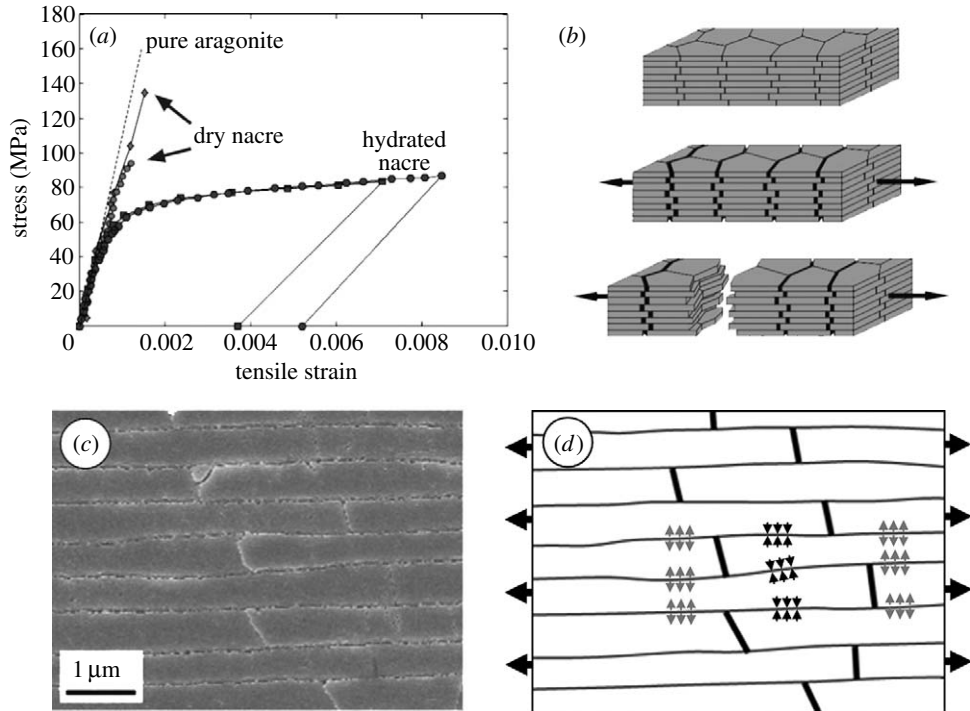 (a)
180
160
140
120
100
80
60
40
20
0
stress (MPa)
pure aragonite
dry nacre
hydrated
nacre
0 0.002 0.004 0.006 0.008 0.010
tensile strain
(b)
(c)
1 µm
(d)